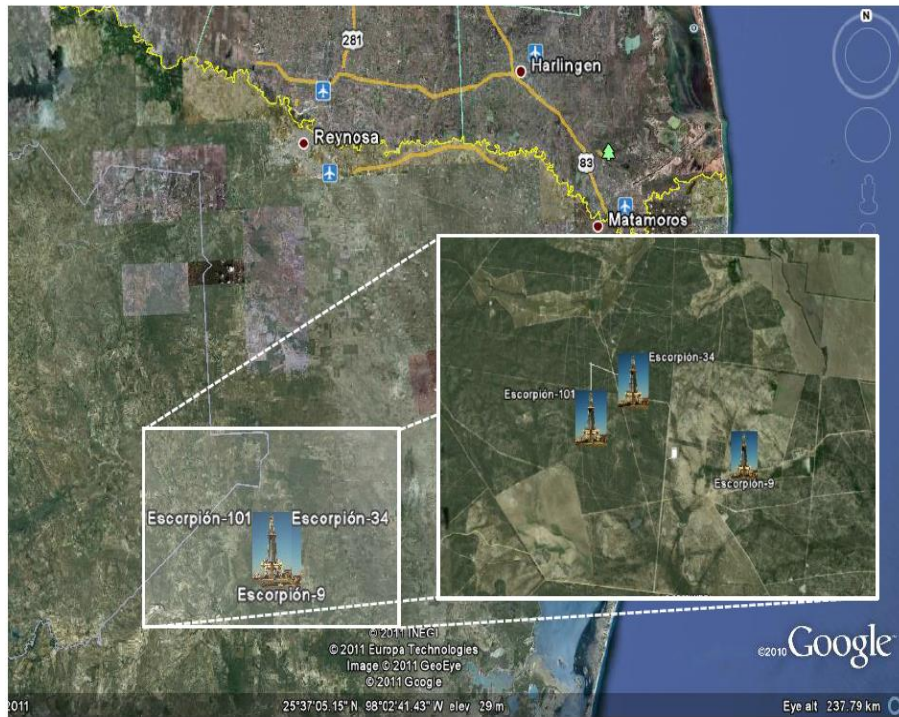 N
281
Harlingen
Reynosa
83
Matamoros
Escorpión-34
Escorpión-101
Escorpión-9
Escorpión-101
Escorpión-34
Escorpión-9
© 2011 INEGI
© 2011 Europa Technologies
Image © 2011 GeoEye
© 2011 Google
©2010 Google
2011
25°37'05.15" N 98°02'41.43" W elev 29 m
Eye alt 237.79 km